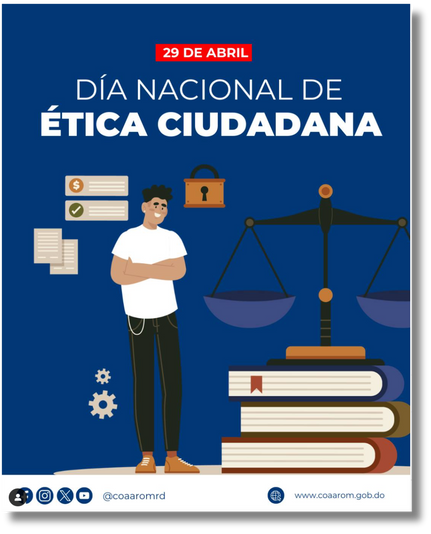 29 DE ABRIL
DÍA NACIONAL DE
ÉTICA CIUDADANA
$
@coaaromrd
www.coaarom.gob.do